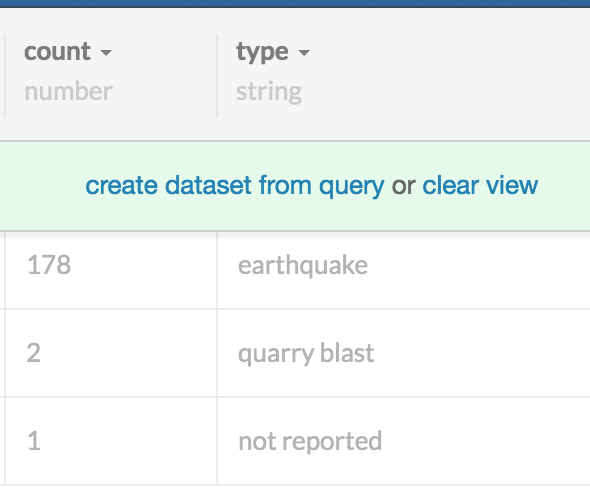 count type
number string
create dataset from query or clear view
178 earthquake
2 quarry blast
1 not reported